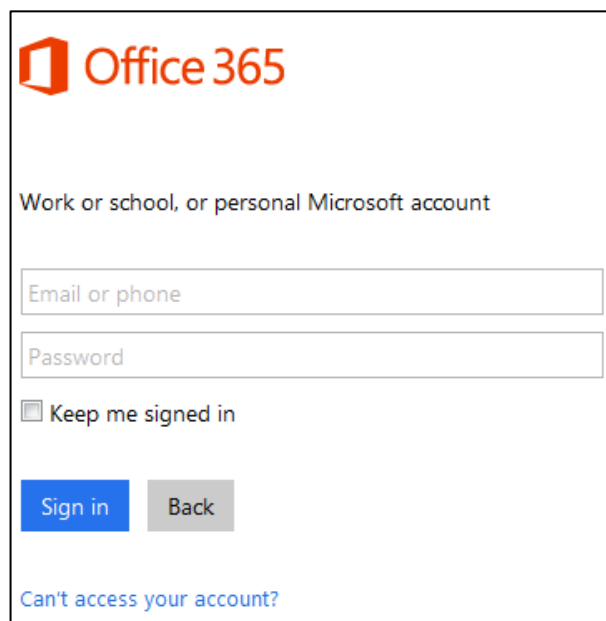 Office 365
Work or school, or personal Microsoft account
Email or phone
Password
Keep me signed in
Sign in Back
Can't access your account?